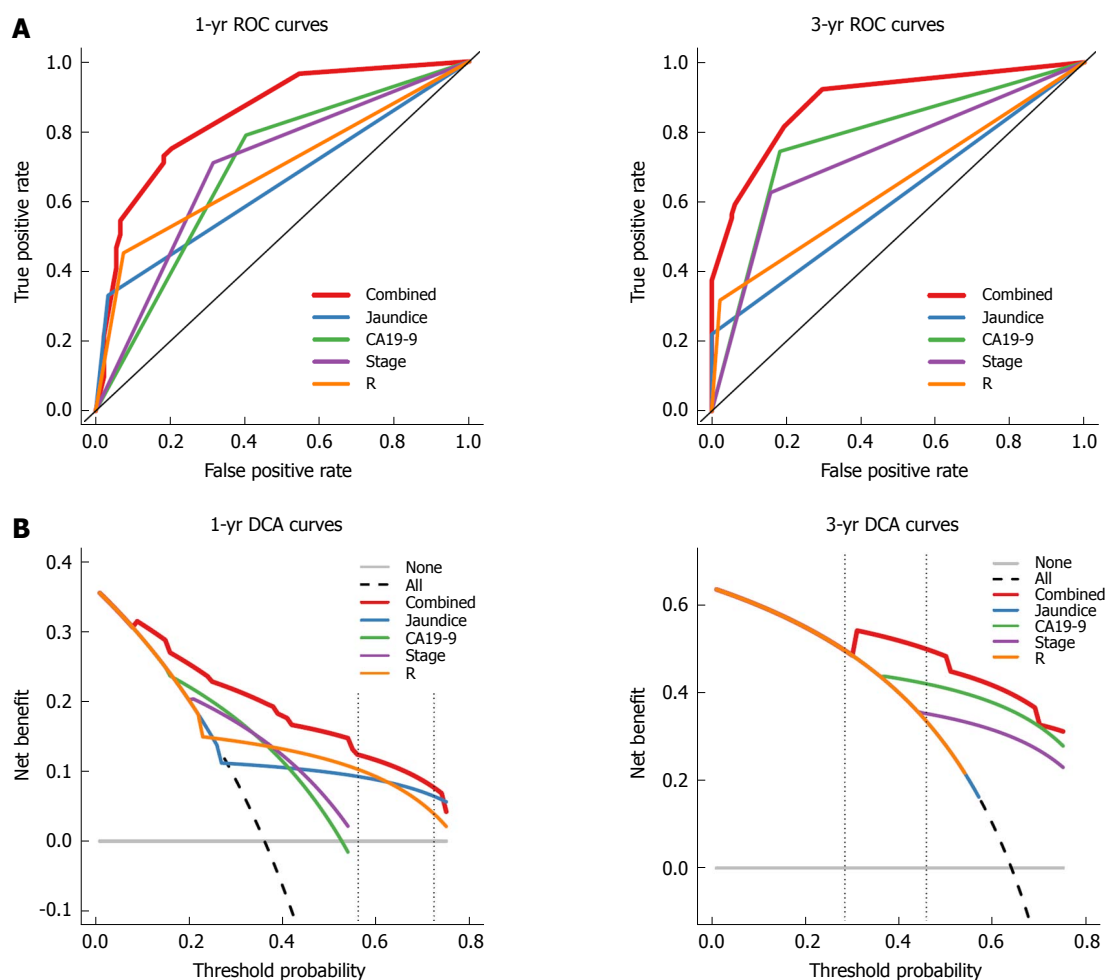 A
1-yr ROC curves
True positive rate
1.0
0.8
0.6
0.4
0.2
0.0
Combined
Jaundice
CA19-9
Stage
R
0.0 0.2 0.4 0.6 0.8 1.0
False positive rate
3-yr ROC curves
True positive rate
1.0
0.8
0.6
0.4
0.2
0.0
Combined
Jaundice
CA19-9
Stage
R
0.0 0.2 0.4 0.6 0.8 1.0
False positive rate
B
1-yr DCA curves
Net benefit
0.4
0.3
0.2
0.1
0.0
-0.1
None
All
Combined
Jaundice
CA19-9
Stage
R
0.0 0.2 0.4 0.6 0.8
Threshold probability
3-yr DCA curves
Net benefit
0.6
0.4
0.2
0.0
None
All
Combined
Jaundice
CA19-9
Stage
R
0.0 0.2 0.4 0.6 0.8
Threshold probability